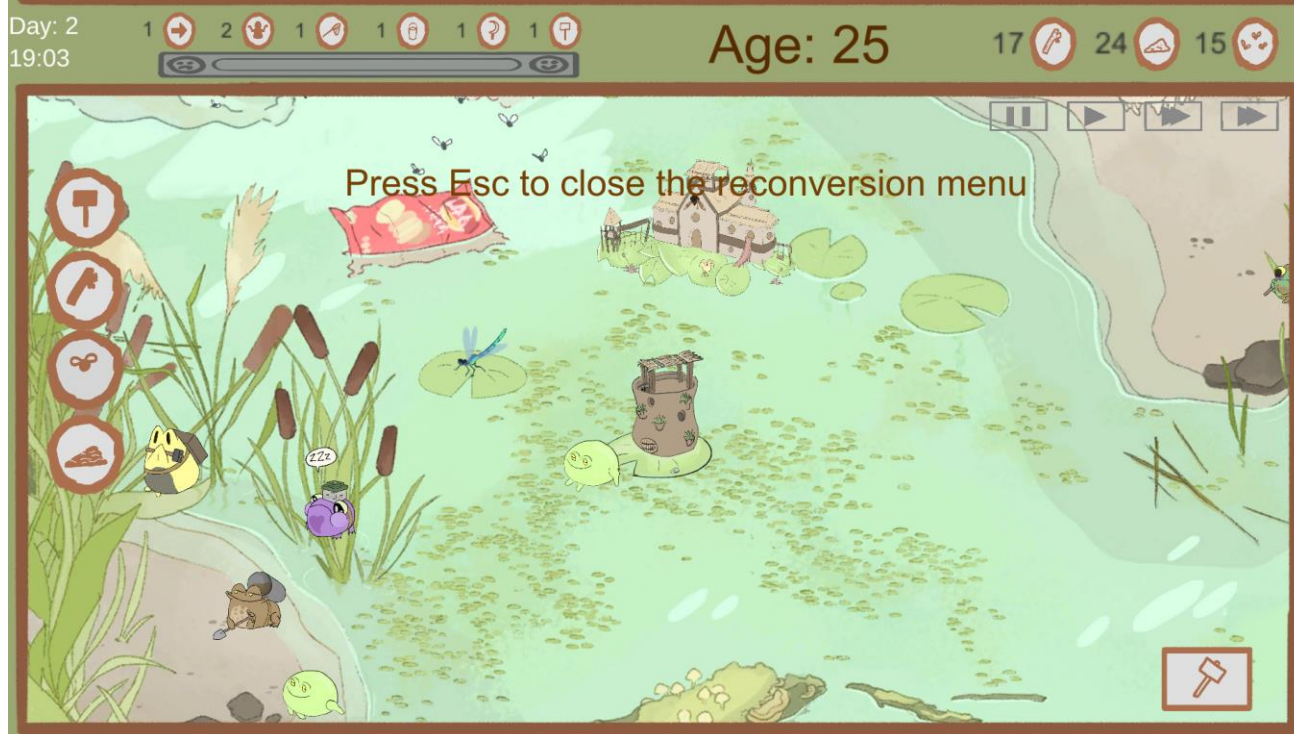 Day: 2
19:03
1 2 1 1 1 1
Age: 25
17 24 15
Press Esc to close the reconversion menu
zZz